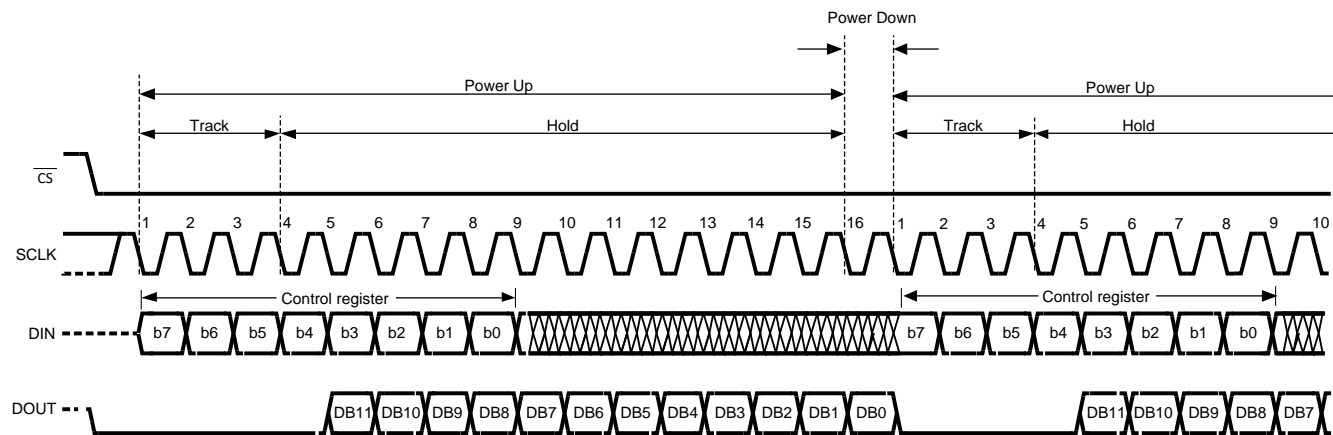 Power Down
Power Up Power Up
Track Hold Track Hold
CS
1 2 3 4 5 6 7 8 9 10 11 12 13 14 15 16 1 2 3 4 5 6 7 8 9 10
SCLK
Control register Control register
DIN b7 b6 b5 b4 b3 b2 b1 b0 b7 b6 b5 b4 b3 b2 b1 b0
DOUT DB11 DB10 DB9 DB8 DB7 DB6 DB5 DB4 DB3 DB2 DB1 DB0 DB11 DB10 DB9 DB8 DB7